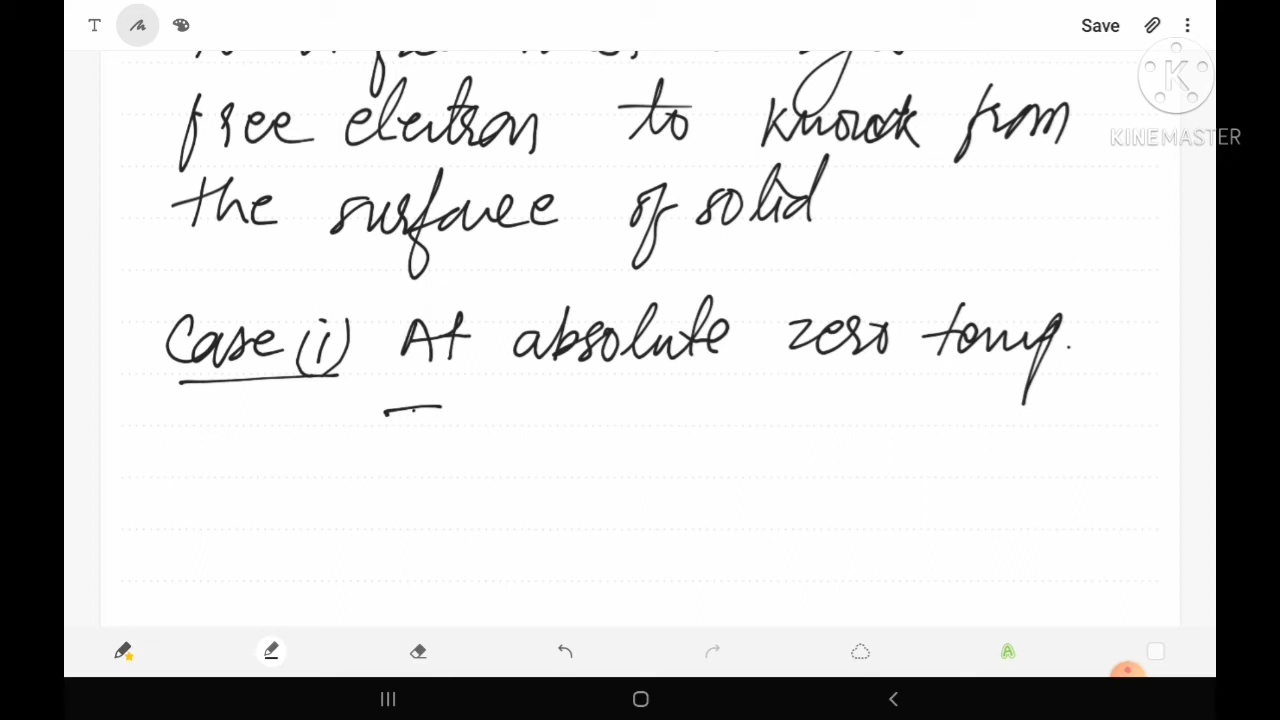 T
Save
K
KINEMASTER
free electron to knock from
the surface of solid
Case (i) At absolute zero temp.
A